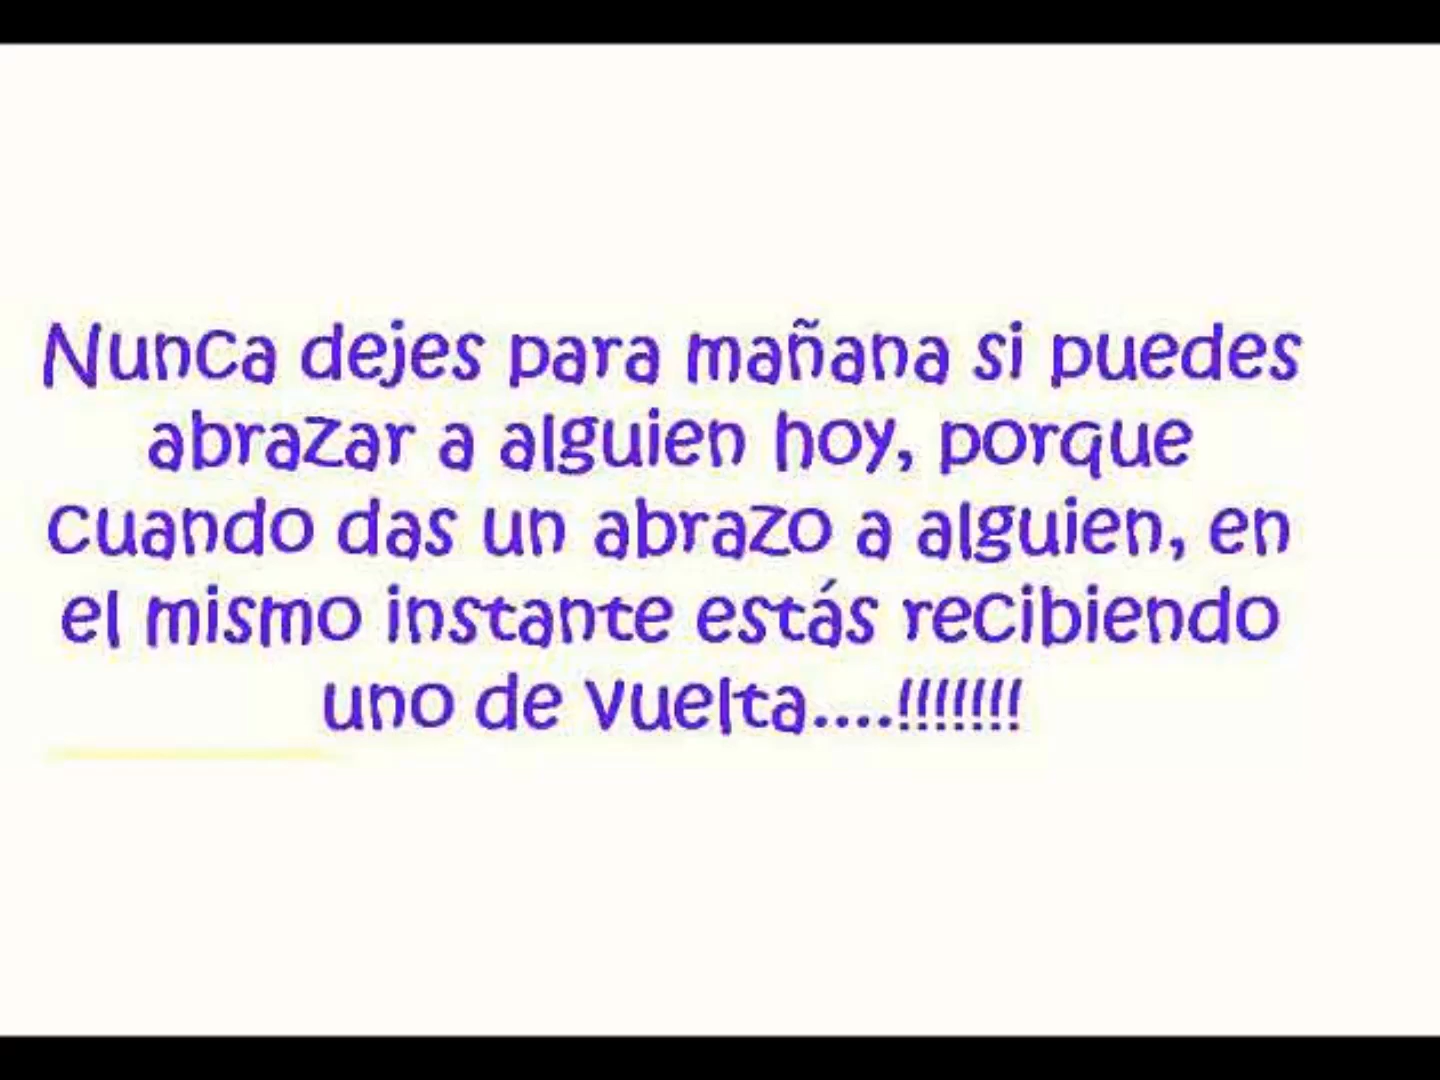 Nunca dejes para mañana si puedes
abrazar a alguien hoy, porque
cuando das un abrazo a alguien, en
el mismo instante estás recibiendo
uno de vuelta....!!!!!!!